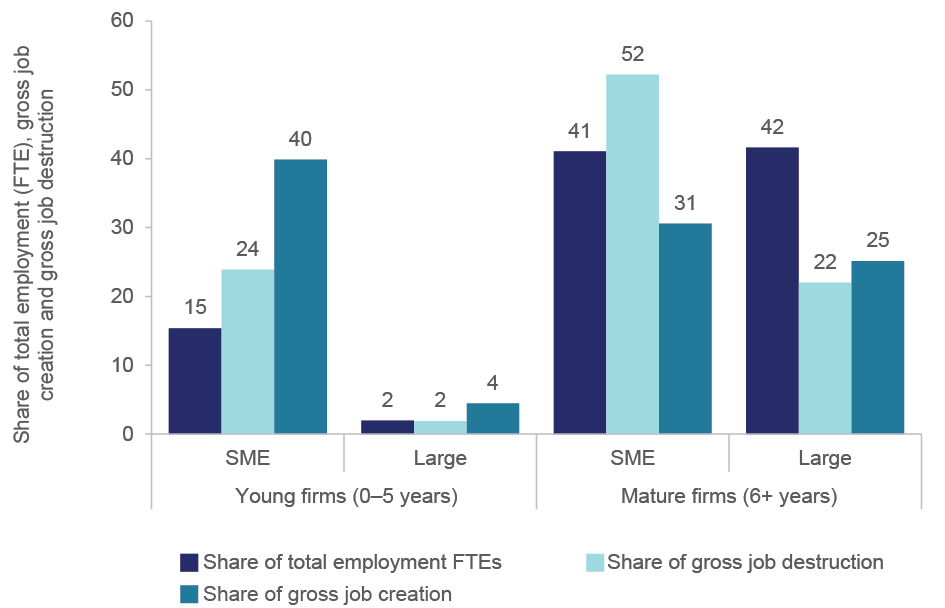 Share of total employment (FTE), gross job
creation and gross job destruction
60
50
40
30
20
10
0
15
24
40
2
2
4
41
52
31
42
22
25
SME
Large
SME
Large
Young firms (0–5 years)
Mature firms (6+ years)
Share of total employment FTEs
Share of gross job destruction
Share of gross job creation